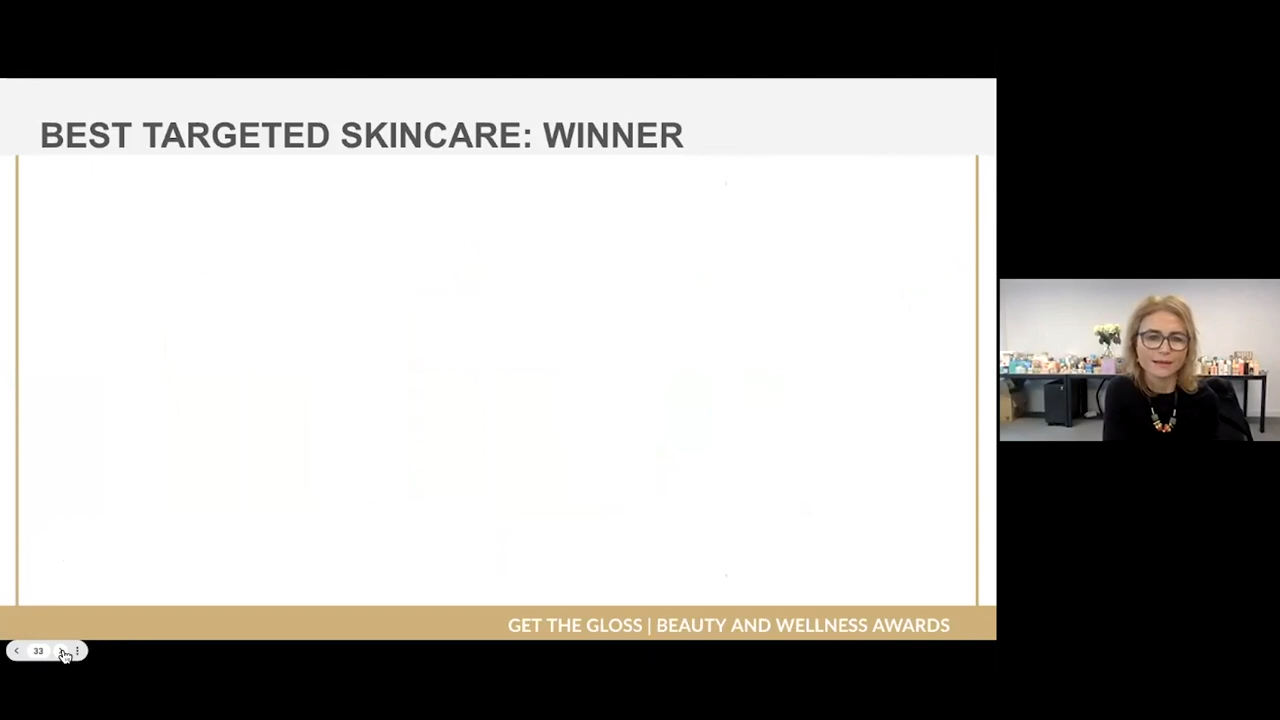 BEST TARGETED SKINCARE: WINNER
GET THE GLOSS | BEAUTY AND WELLNESS AWARDS
33